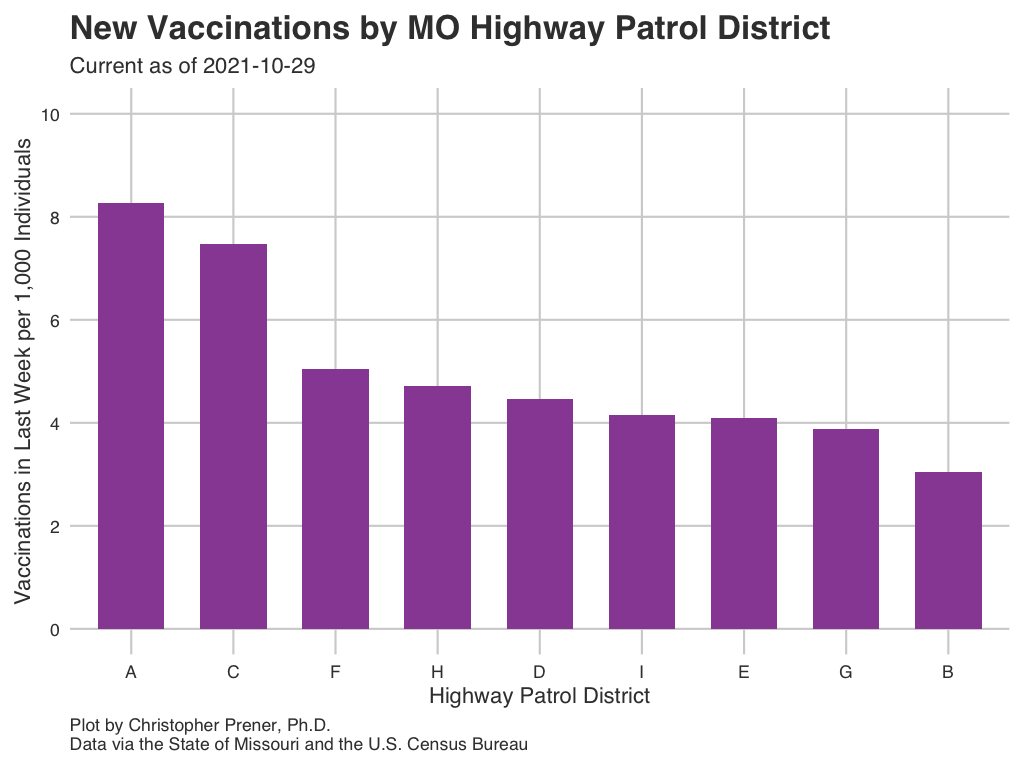 New Vaccinations by MO Highway Patrol District
Current as of 2021-10-29
Vaccinations in Last Week per 1,000 Individuals
10
8
6
4
2
0
A C F H D I E G B
Highway Patrol District
Plot by Christopher Prener, Ph.D.
Data via the State of Missouri and the U.S. Census Bureau